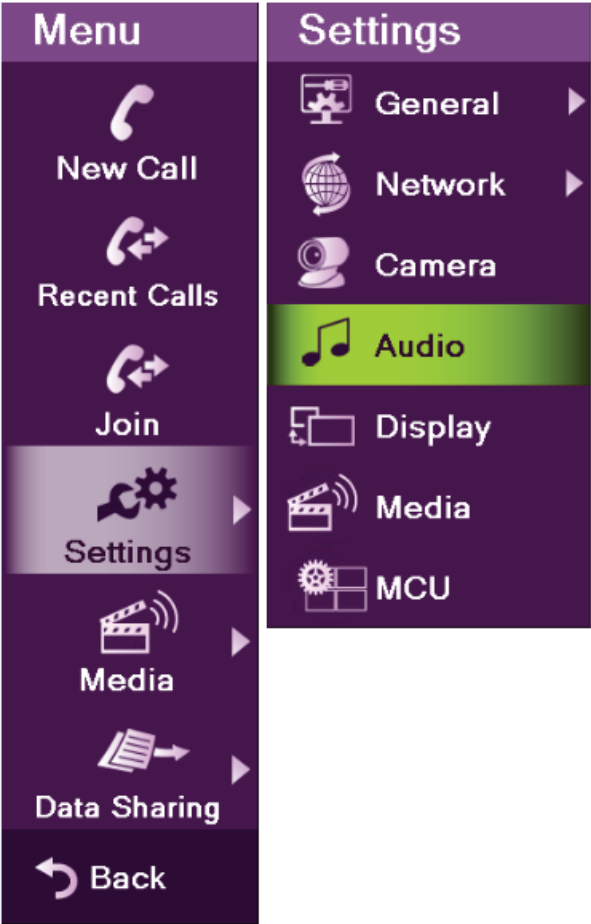 Menu
New Call
Recent Calls
Join
Settings
Media
Data Sharing
Back
Settings
General
Network
Camera
Audio
Display
Media
MCU